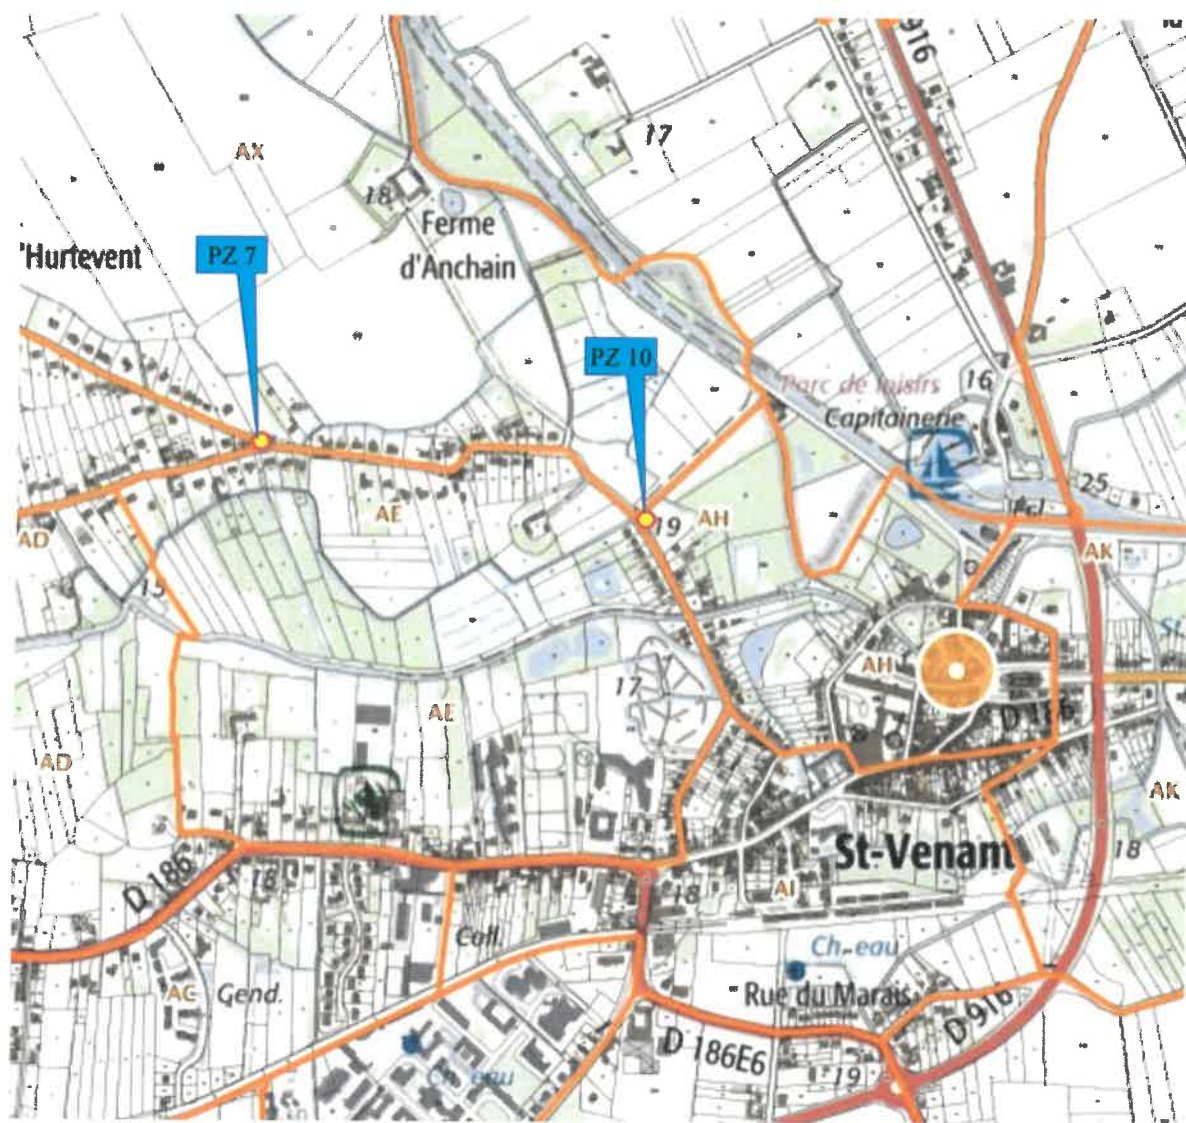 916
17
AX
18
Ferme
d'Anchain
'Hurtevent
PZ 7
PZ 10
Parc de loisirs
16
Capitainerie
25
Ecl
AE
19
AH
AD
AK
15
St.
AH
17
AE
D 186
AD
AK
St-Venant
18
D 186
18
18
AI
Coll.
Ch. eau
AC
Gend.
Rue du Marais
D 916
D 186E6
Ch. eau
19